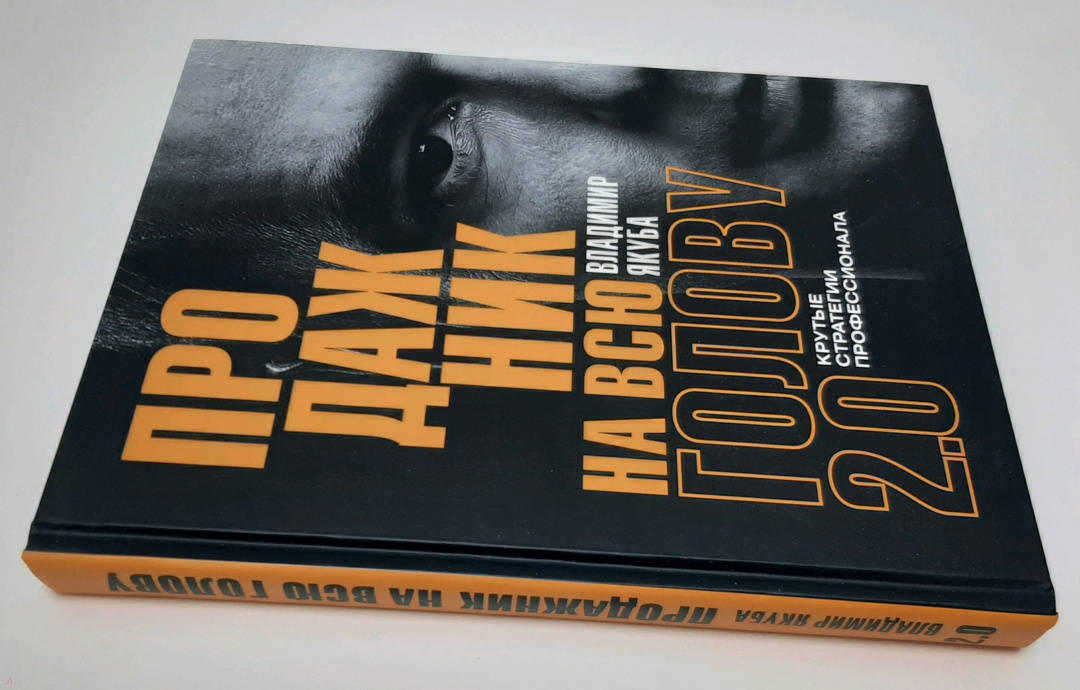 ПРО
ДАЖ
НИК
НА ВСЮ
ВЛАДИМИР
ЯКУБА
ГОЛОВУ
2.0
КРУТЫЕ
СТРАТЕГИИ
ПРОФЕССИОНАЛА
2.0 ВЛАДИМИР ЯКУБА ПРОДАЖНИК НА ВСЮ ГОЛОВУ